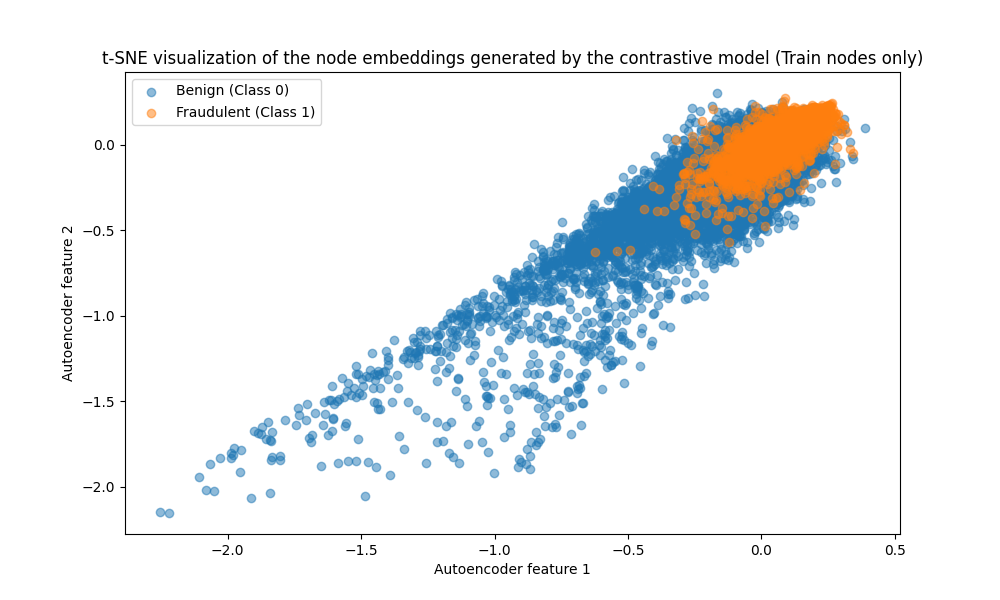 t-SNE visualization of the node embeddings generated by the contrastive model (Train nodes only)
Benign (Class 0)
Fraudulent (Class 1)
Autoencoder feature 2
0.0
−0.5
−1.0
−1.5
−2.0
−2.0 −1.5 −1.0 −0.5 0.0 0.5
Autoencoder feature 1